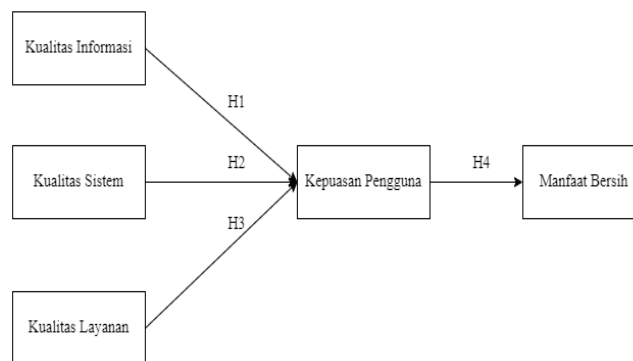 Kualitas Informasi
H1
Kualitas Sistem
H2
Kepuasan Pengguna
H4
Manfaat Bersih
H3
Kualitas Layanan